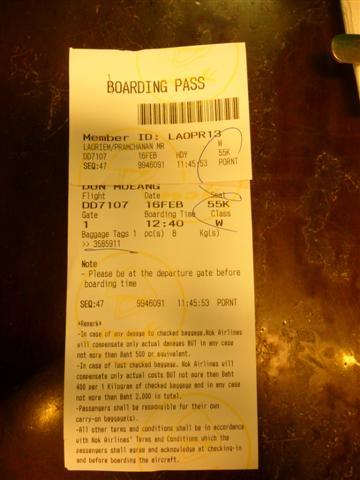 BOARDING PASS
Member ID: LAOPR13
LAORIEM/PRAMCHANAN MR W
DD7107 16FEB HDY 55K
SEQ:47 9946091 11:45:53 PDRNT
DON MUEANG
Flight Date Seat
DD7107 16FEB 55K
Gate Boarding Time Class
1 12:40 W
Baggage Tags 1 pc(s) 8 Kg(s)
>> 3585911
Note
- Please be at the departure gate before
boarding time
SEQ:47 9946091 11:45:53 PDRNT
*Remark*
-In case of any damage to checked baggage,Nok Airlines
will compensate only actual damages BUT in any case
not more than Baht 500 or equivalent.
-In case of lost checked baggage, Nok Airlines will
compensate only actual costs BUT not more than Baht
400 per 1 Kilogram of checked baggage and in any case
not more than Baht 2,000 in total.
-Passengers shall be responsible for their own
carry-on baggage(s).
-All other terms and conditions shall be in accordance
with Nok Airlines' Terms and Conditions which the
passengers shall agree and acknowledge at checking-in
and before boarding the aircraft.